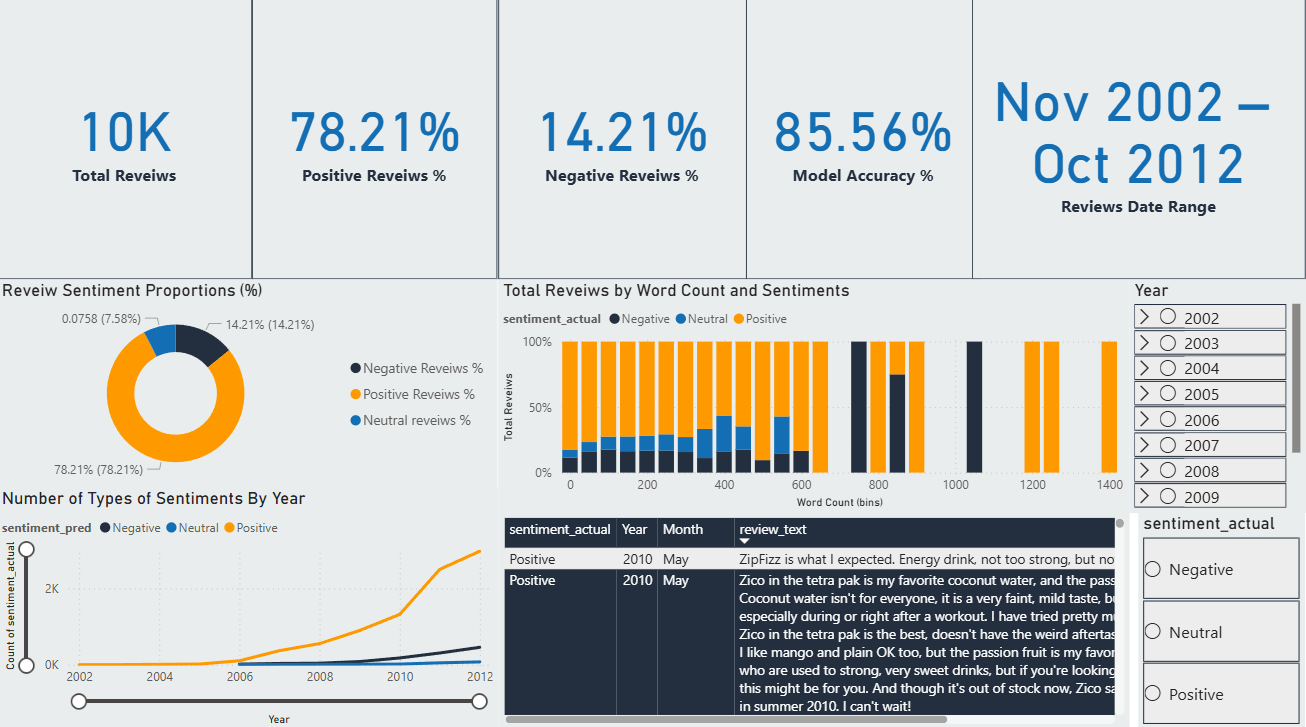 10K
Total Reveiws
78.21%
Positive Reveiws %
14.21%
Negative Reveiws %
85.56%
Model Accuracy %
Nov 2002 –
Oct 2012
Reviews Date Range
Reveiw Sentiment Proportions (%)
0.0758 (7.58%)
14.21% (14.21%)
78.21% (78.21%)
Negative Reveiws %
Positive Reveiws %
Neutral reveiws %
Total Reveiws by Word Count and Sentiments
sentiment_actual Negative Neutral Positive
Total Reveiws
100%
50%
0%
0 200 400 600 800 1000 1200 1400
Word Count (bins)
Year
2002
2003
2004
2005
2006
2007
2008
2009
Number of Types of Sentiments By Year
sentiment_pred Negative Neutral Positive
Count of sentiment_actual
2K
0K
2002 2004 2006 2008 2010 2012
Year
sentiment_actual Year Month review_text
Positive 2010 May ZipFizz is what I expected. Energy drink, not too strong, but no
Positive 2010 May Zico in the tetra pak is my favorite coconut water, and the pass
Coconut water isn't for everyone, it is a very faint, mild taste, b
especially during or right after a workout. I have tried pretty m
Zico in the tetra pak is the best, doesn't have the weird afterta
I like mango and plain OK too, but the passion fruit is my favor
who are used to strong, very sweet drinks, but if you're looking
this might be for you. And though it's out of stock now, Zico sa
in summer 2010. I can't wait!
sentiment_actual
Negative
Neutral
Positive